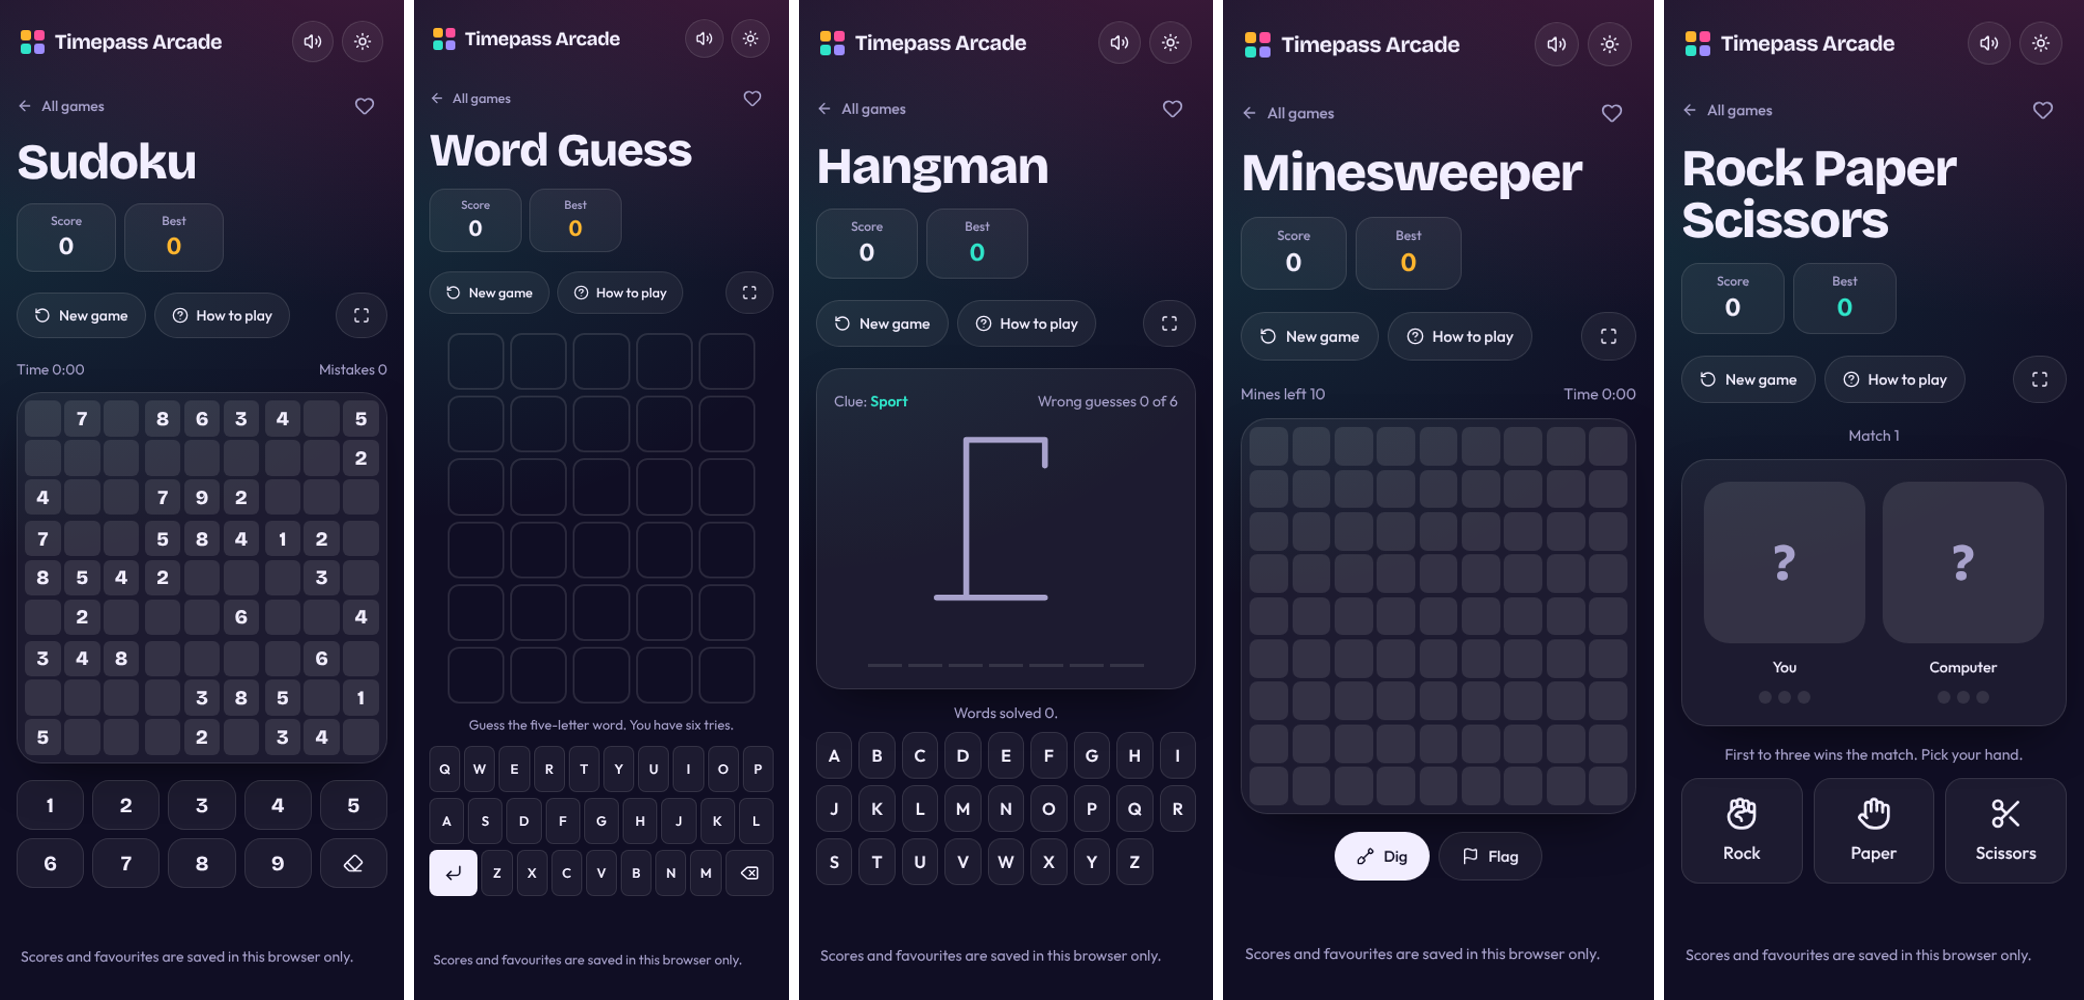 Timepass Arcade
All games
Sudoku
Score Best
0 0
New game How to play
Time 0:00 Mistakes 0
7 8 6 3 4 5
2
4 7 9 2
7 5 8 4 1 2
8 5 4 2 3
2 6 4
3 4 8 6
3 8 5 1
5 2 3 4
1 2 3 4 5
6 7 8 9
Scores and favourites are saved in this browser only.
Timepass Arcade
All games
Word Guess
Score Best
0 0
New game How to play
Guess the five-letter word. You have six tries.
Q W E R T Y U I O P
A S D F G H J K L
Z X C V B N M
Scores and favourites are saved in this browser only.
Timepass Arcade
All games
Hangman
Score Best
0 0
New game How to play
Clue: Sport Wrong guesses 0 of 6
Words solved 0.
A B C D E F G H I
J K L M N O P Q R
S T U V W X Y Z
Scores and favourites are saved in this browser only.
Timepass Arcade
All games
Minesweeper
Score Best
0 0
New game How to play
Mines left 10 Time 0:00
Dig Flag
Scores and favourites are saved in this browser only.
Timepass Arcade
All games
Rock Paper
Scissors
Score Best
0 0
New game How to play
Match 1
? ?
You Computer
First to three wins the match. Pick your hand.
Rock Paper Scissors
Scores and favourites are saved in this browser only.